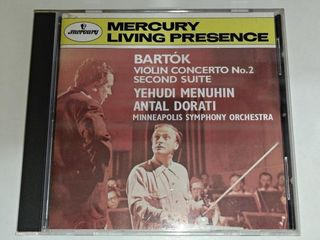 Mercury
MERCURY
LIVING PRESENCE
BARTÓK
VIOLIN CONCERTO No.2
SECOND SUITE
YEHUDI MENUHIN
ANTAL DORATI
MINNEAPOLIS SYMPHONY ORCHESTRA